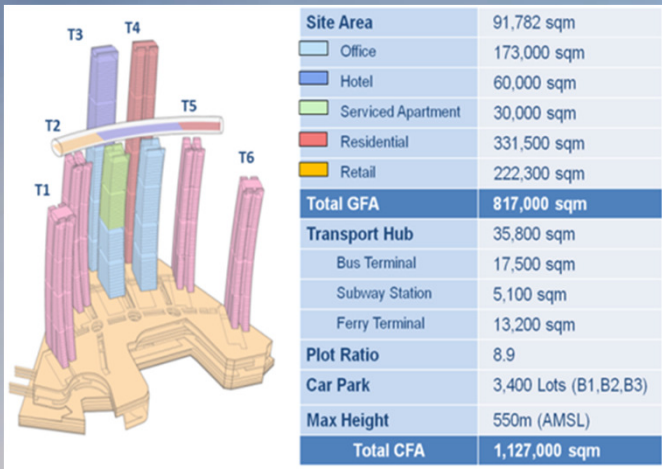 T3
T4
T2
T5
T1
T6
Site Area 91,782 sqm
Office 173,000 sqm
Hotel 60,000 sqm
Serviced Apartment 30,000 sqm
Residential 331,500 sqm
Retail 222,300 sqm
Total GFA 817,000 sqm
Transport Hub 35,800 sqm
Bus Terminal 17,500 sqm
Subway Station 5,100 sqm
Ferry Terminal 13,200 sqm
Plot Ratio 8.9
Car Park 3,400 Lots (B1,B2,B3)
Max Height 550m (AMSL)
Total CFA 1,127,000 sqm